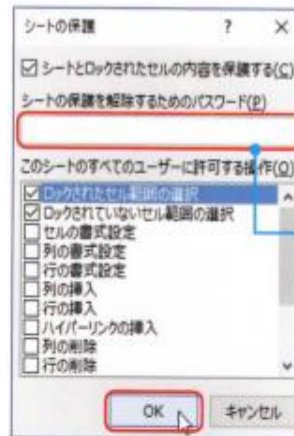 シートの保護 ? ×
シートとロックされたセルの内容を保護する(C)
シートの保護を解除するためのパスワード(P)
このシートのすべてのユーザーに許可する操作(O)
ロックされたセル範囲の選択
ロックされていないセル範囲の選択
セルの書式設定
列の書式設定
行の書式設定
列の挿入
行の挿入
ハイパーリンクの挿入
列の削除
行の削除
OK キャンセル